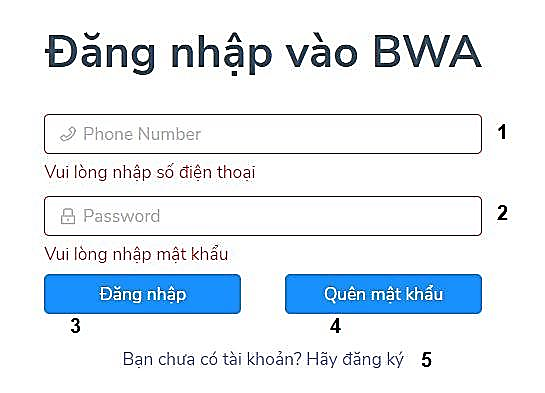 Đăng nhập vào BWA
Phone Number 1
Vui lòng nhập số điện thoại
Password 2
Vui lòng nhập mật khẩu
Đăng nhập Quên mật khẩu
3 4
Bạn chưa có tài khoản? Hãy đăng ký 5